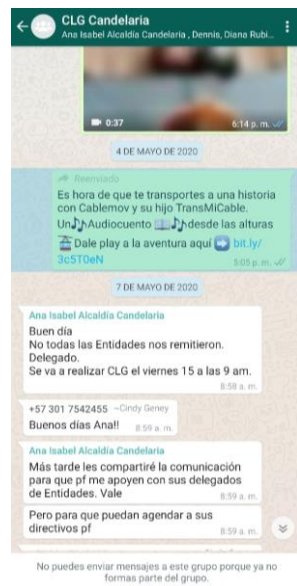 CLG Candelaria
Ana Isabel Alcaldía Candelaria , Dennis, Diana Rubi...
0:37
6:14 p. m.
4 DE MAYO DE 2020
Reenviado
Es hora de que te transportes a una historia
con Cablemov y su hijo TransMiCable.
Un🎶Audiocuento 📖🎶desde las alturas
🚠Dale play a la aventura aquí ➡️ bit.ly/
3c5T0eN
5:05 p. m.
7 DE MAYO DE 2020
Ana Isabel Alcaldía Candelaria
Buen día
No todas las Entidades nos remitieron.
Delegado.
Se va a realizar CLG el viernes 15 a las 9 am.
8:58 a. m.
+57 301 7542455 ~Cindy Geney
Buenos días Ana!! 8:59 a. m.
Ana Isabel Alcaldía Candelaria
Más tarde les compartiré la comunicación
para que pf me apoyen con sus delegados
de Entidades. Vale
8:59 a. m.
Pero para que puedan agendar a sus
directivos pf
8:59 a. m.
No puedes enviar mensajes a este grupo porque ya no
formas parte del grupo.